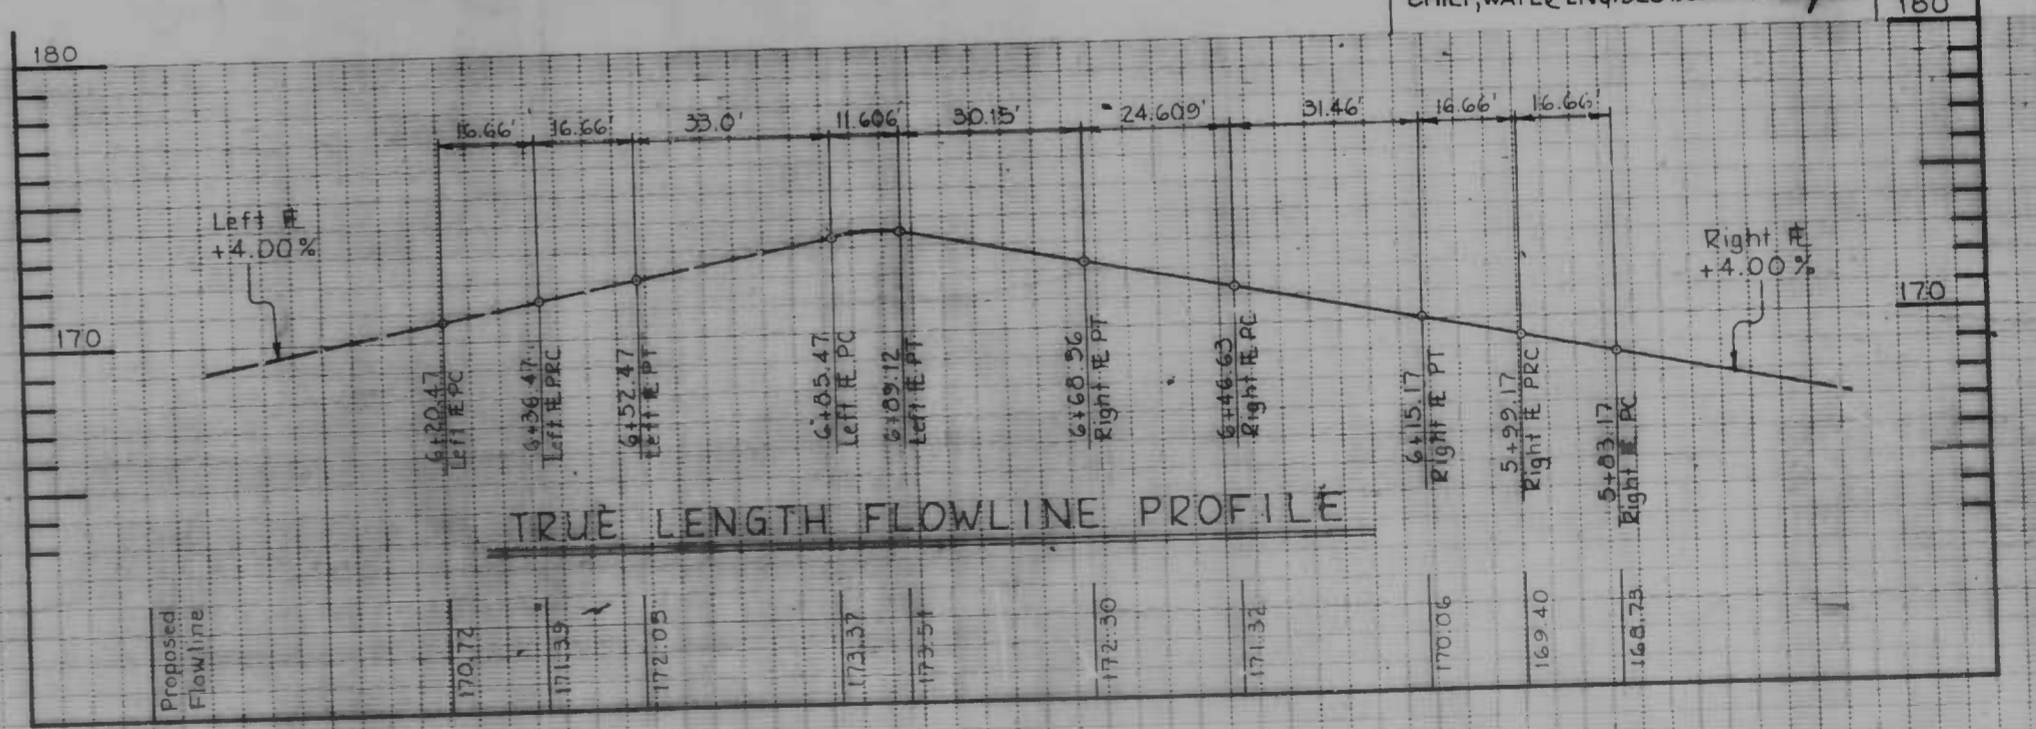 180
180
16.66'
16.66'
33.0'
11.606'
30.15'
24.609'
31.46'
16.66'
16.66'
Left ℄
+4.00%
Right ℄
+4.00%
170
170
6+20.47
Left ℄ PC
6+36.47
Left ℄ PRC
6+52.47
Left ℄ PT
6+85.47
Left ℄ PC
6+89.12
Left ℄ PT
6+68.96
Right ℄ PT
6+46.63
Right ℄ PC
6+15.17
Right ℄ PT
5+99.17
Right ℄ PRC
5+83.17
Right ℄ PC
TRUE LENGTH FLOWLINE PROFILE
Proposed
Flowline
170.72
171.39
172.05
173.37
173.51
172.30
171.32
170.06
169.40
168.73